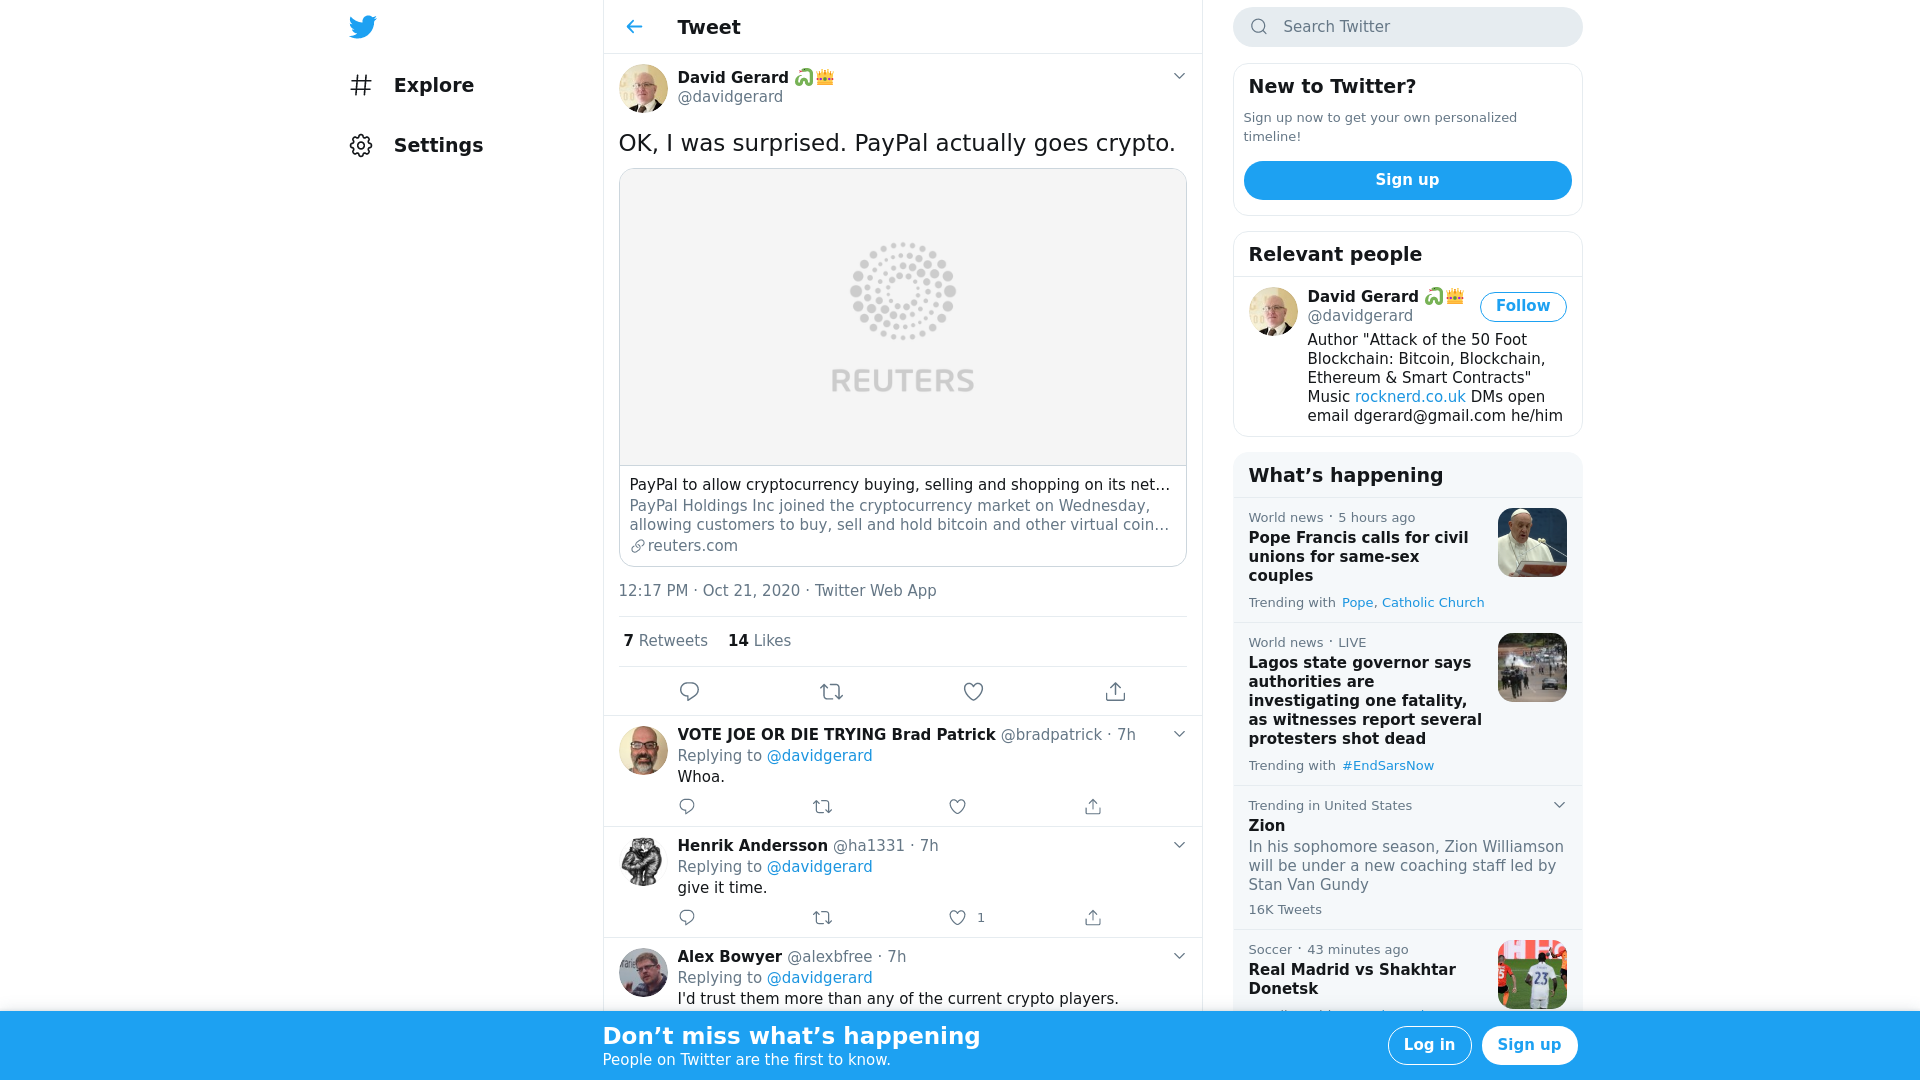 Explore
Settings
Tweet
David Gerard
@davidgerard
OK, I was surprised. PayPal actually goes crypto.
REUTERS
PayPal to allow cryptocurrency buying, selling and shopping on its net…
PayPal Holdings Inc joined the cryptocurrency market on Wednesday,
allowing customers to buy, sell and hold bitcoin and other virtual coin…
reuters.com
12:17 PM · Oct 21, 2020 · Twitter Web App
7 Retweets 14 Likes
VOTE JOE OR DIE TRYING Brad Patrick @bradpatrick · 7h
Replying to @davidgerard
Whoa.
Henrik Andersson @ha1331 · 7h
Replying to @davidgerard
give it time.
1
Alex Bowyer @alexbfree · 7h
Replying to @davidgerard
I'd trust them more than any of the current crypto players.
Search Twitter
New to Twitter?
Sign up now to get your own personalized
timeline!
Sign up
Relevant people
David Gerard
@davidgerard
Follow
Author "Attack of the 50 Foot
Blockchain: Bitcoin, Blockchain,
Ethereum & Smart Contracts"
Music rocknerd.co.uk DMs open
email dgerard@gmail.com he/him
What's happening
World news · 5 hours ago
Pope Francis calls for civil
unions for same-sex
couples
Trending with Pope, Catholic Church
World news · LIVE
Lagos state governor says
authorities are
investigating one fatality,
as witnesses report several
protesters shot dead
Trending with #EndSarsNow
Trending in United States
Zion
In his sophomore season, Zion Williamson
will be under a new coaching staff led by
Stan Van Gundy
16K Tweets
Soccer · 43 minutes ago
Real Madrid vs Shakhtar
Donetsk
Don't miss what's happening
People on Twitter are the first to know.
Log in
Sign up